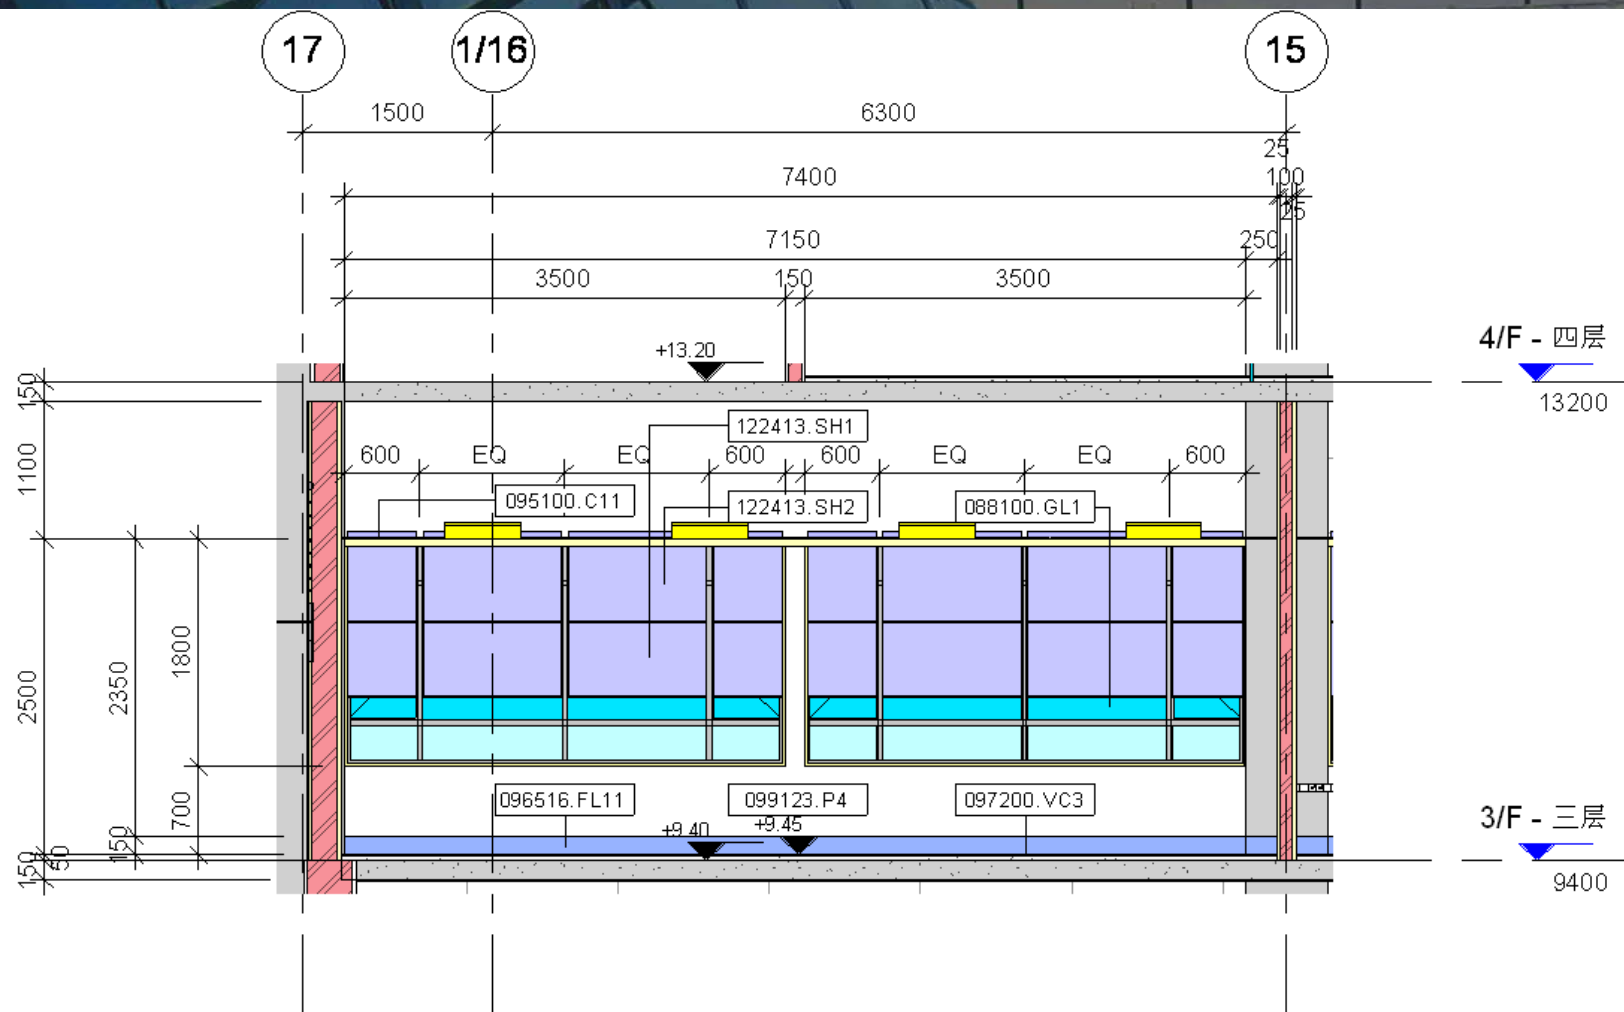 17
1/16
15
1500
6300
25
7400
100
25
7150
250
3500
150
3500
+13.20
4/F - 四层
13200
150
122413.SH1
1100
600
EQ
EQ
600
600
EQ
EQ
600
095100.C11
122413.SH2
088100.GL1
2500
2350
1800
700
150
50
150
096516.FL11
099123.P4
097200.VC3
+9.40
+9.45
3/F - 三层
9400